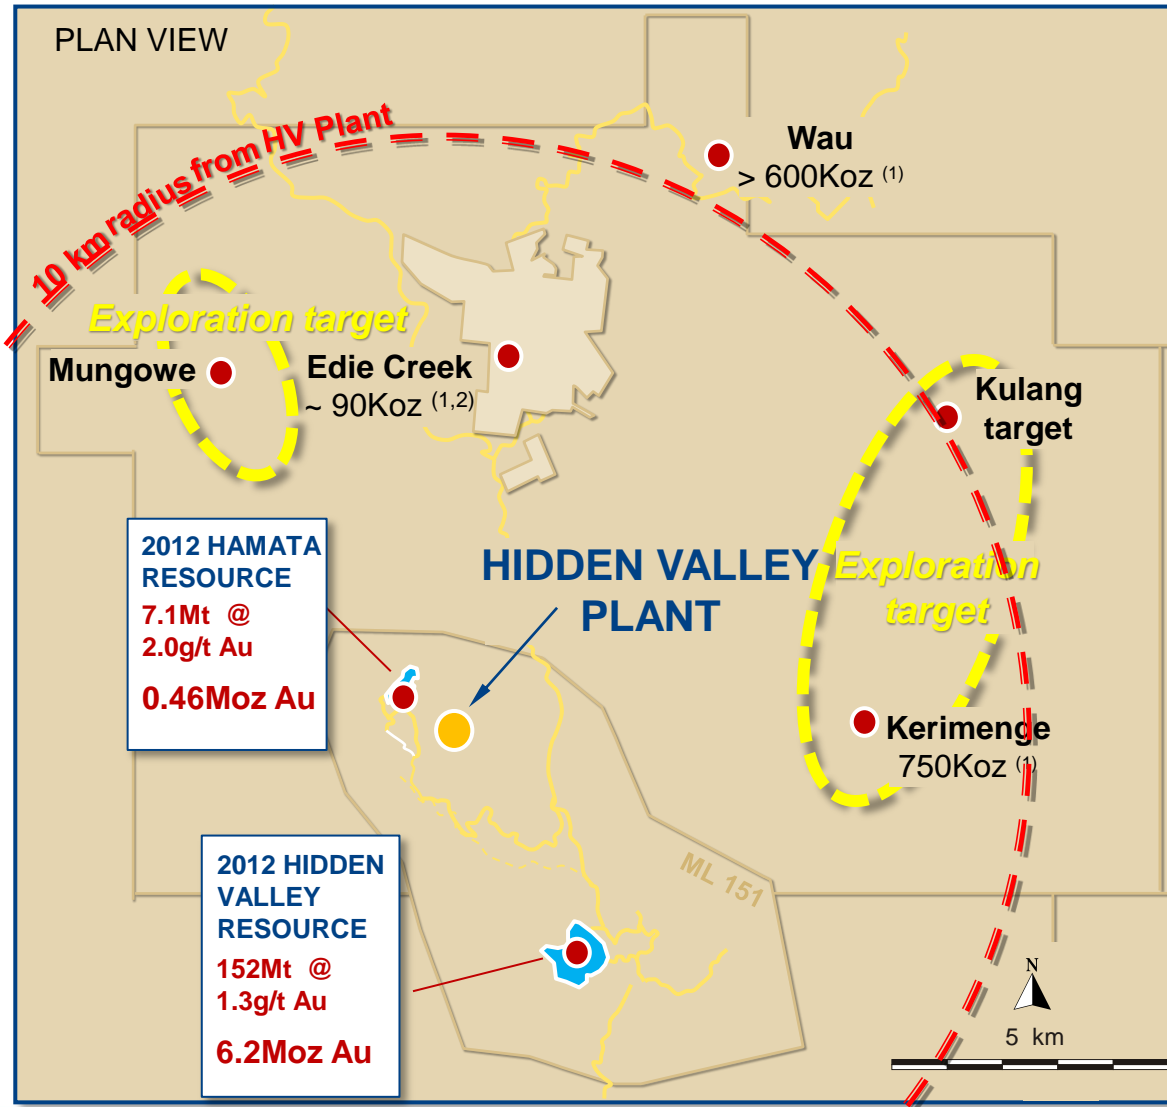 PLAN VIEW
10 km radius from HV Plant
Wau
> 600Koz (1)
Exploration target
Mungowe
Edie Creek
~ 90Koz (1,2)
Kulang
target
2012 HAMATA
RESOURCE
7.1Mt @
2.0g/t Au
0.46Moz Au
HIDDEN VALLEY
PLANT
Exploration
target
Kerimenge
750Koz (1)
ML 151
2012 HIDDEN
VALLEY
RESOURCE
152Mt @
1.3g/t Au
6.2Moz Au
N
5 km